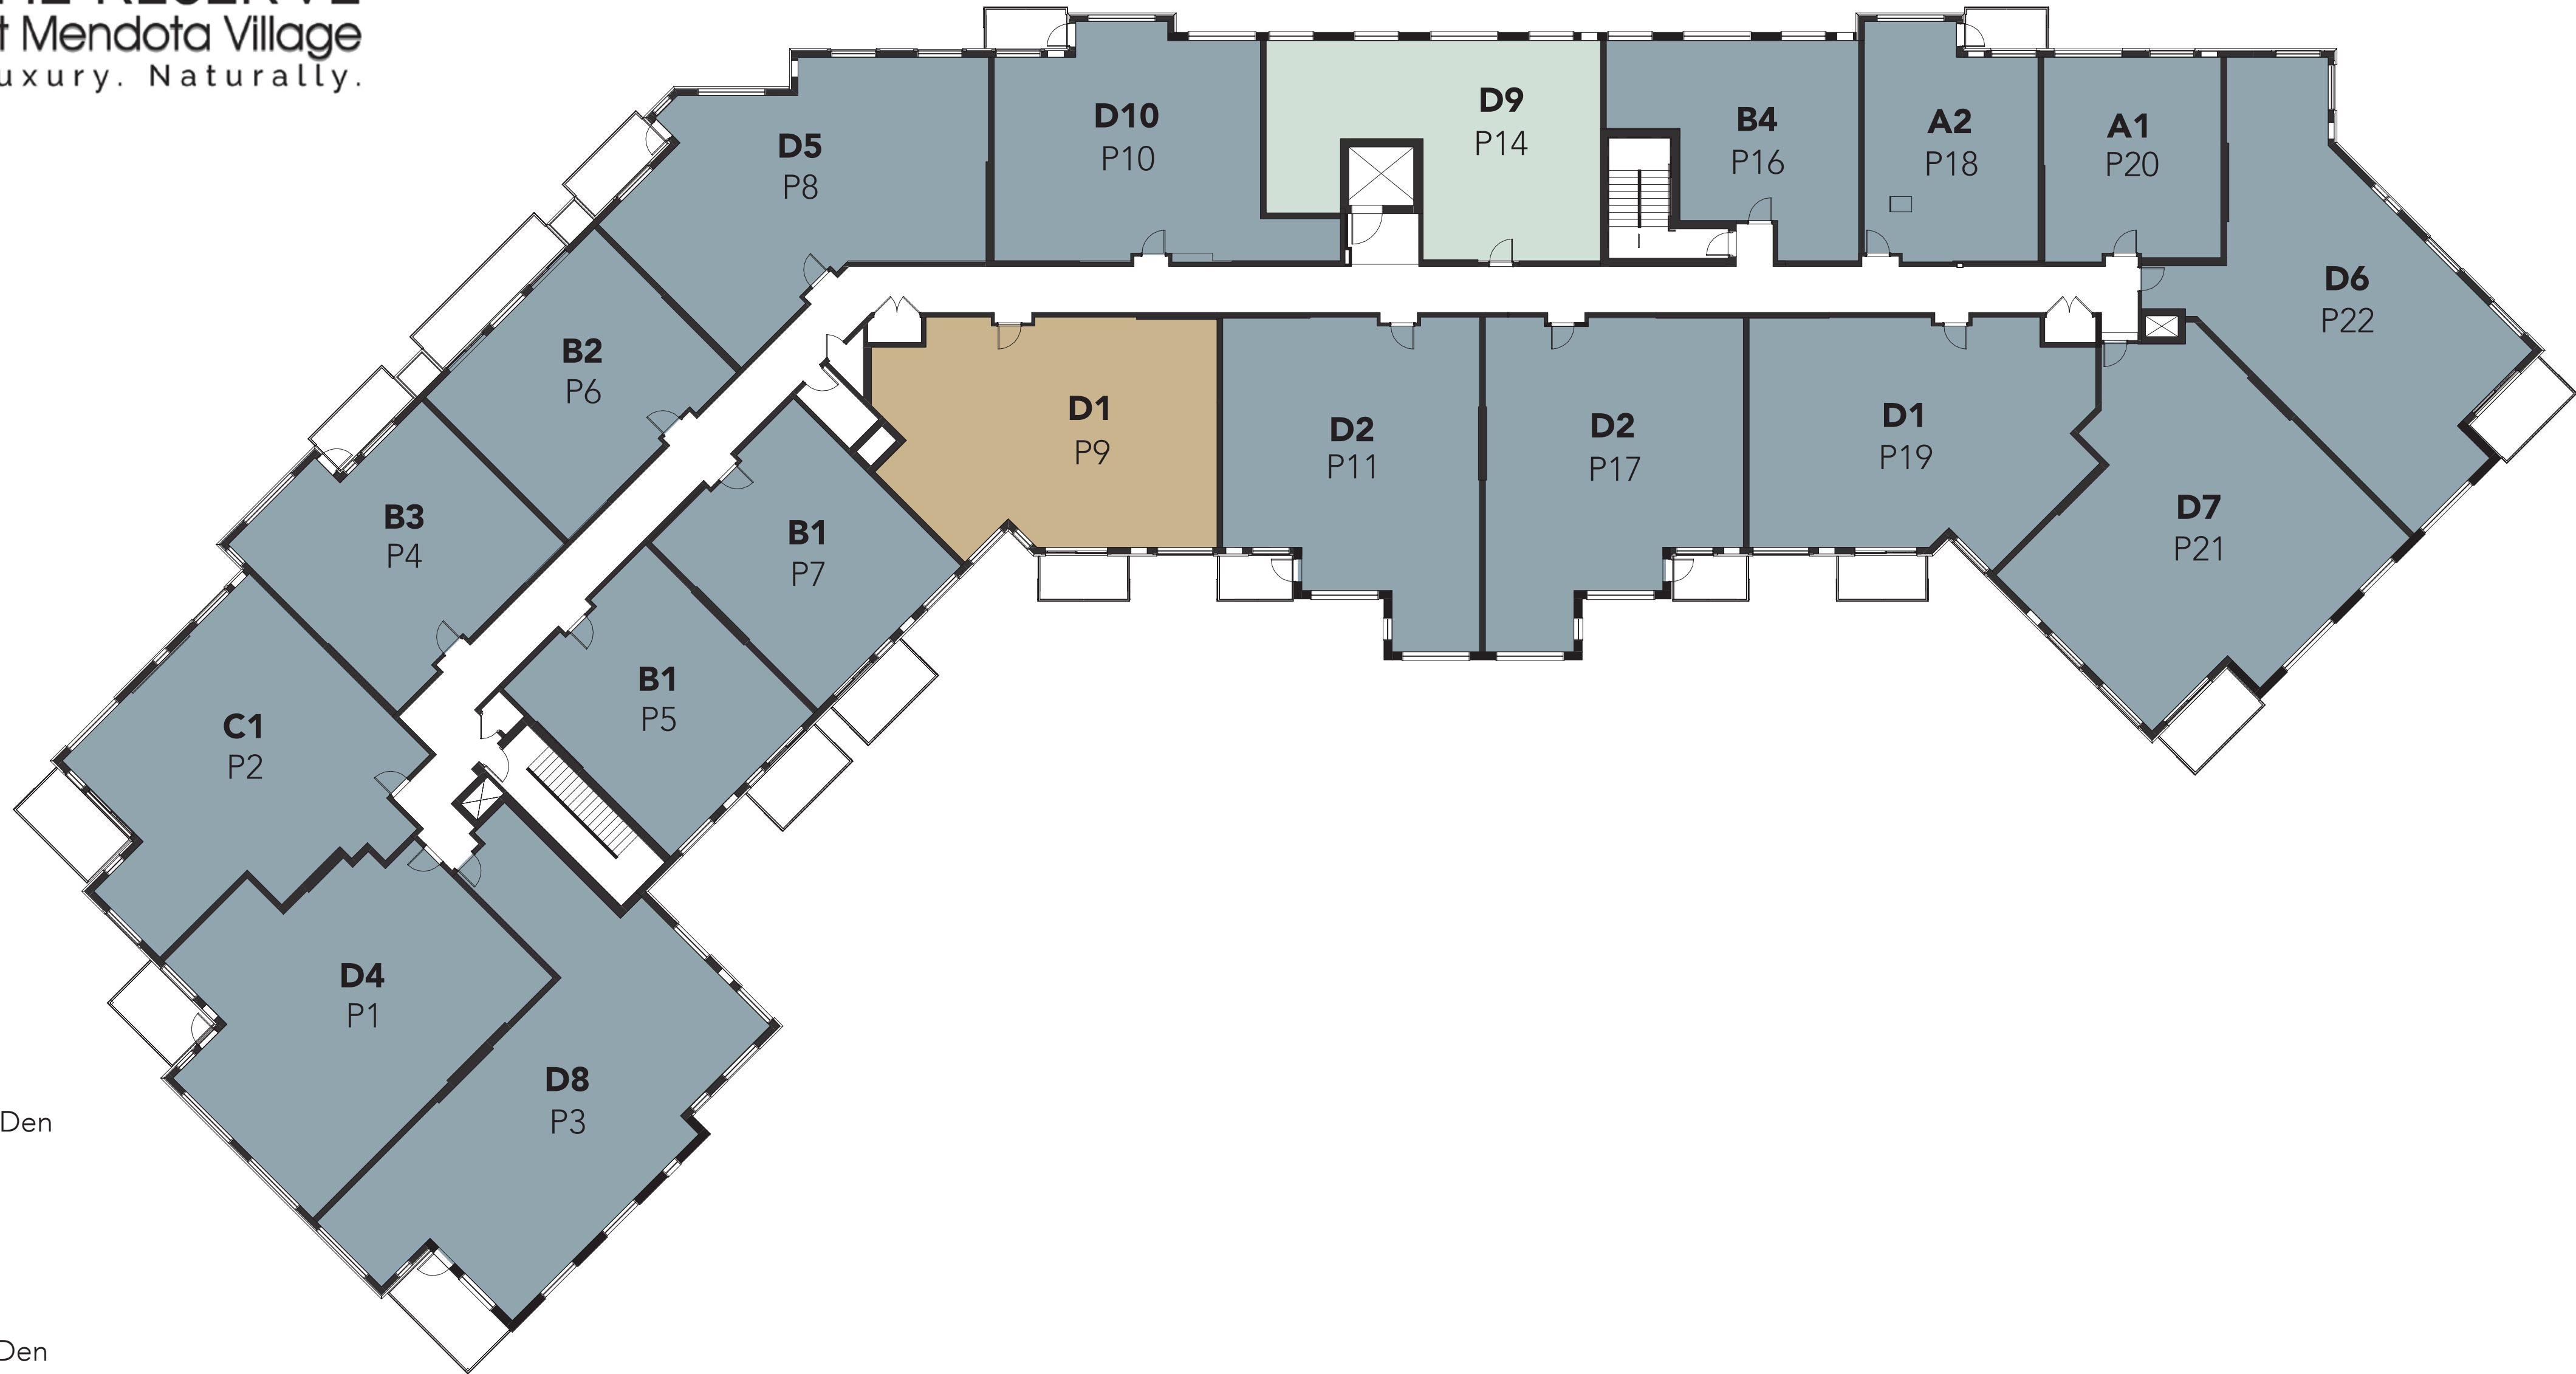 THE RESERVE
t Mendota Village
uxury. Naturally.
D5
P8
D10
P10
D9
P14
B4
P16
A2
P18
A1
P20
D6
P22
B2
P6
D1
P9
D2
P11
D2
P17
D1
P19
D7
P21
B3
P4
B1
P7
B1
P5
C1
P2
D4
P1
D8
P3
Den
Den